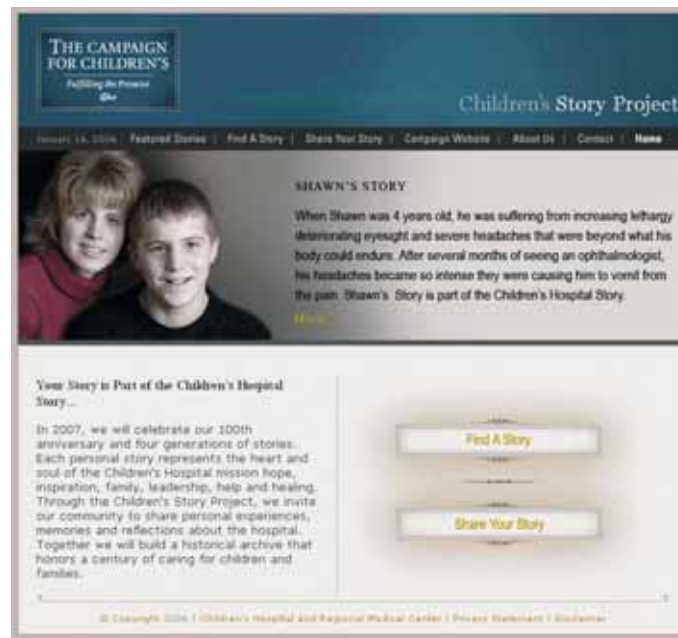 THE CAMPAIGN
FOR CHILDREN'S
Fulfilling the Promise
Children's Story Project
January 16, 2006 Featured Stories | Find A Story | Share Your Story | Campaign Website | About Us | Contact | Home
SHAWN'S STORY
When Shawn was 4 years old, he was suffering from increasing lethargy
deteriorating eyesight and severe headaches that were beyond what his
body could endure. After several months of seeing an ophthalmologist,
his headaches became so intense they were causing him to vomit from
the pain. Shawn's Story is part of the Children's Hospital Story.
More...
Your Story is Part of the Children's Hospital
Story...
In 2007, we will celebrate our 100th
anniversary and four generations of stories.
Each personal story represents the heart and
soul of the Children's Hospital mission hope,
inspiration, family, leadership, help and healing.
Through the Children's Story Project, we invite
our community to share personal experiences,
memories and reflections about the hospital.
Together we will build a historical archive that
honors a century of caring for children and
families.
Find A Story
Share Your Story
© Copyright 2006 | Children's Hospital and Regional Medical Center | Privacy Statement | Disclaimer